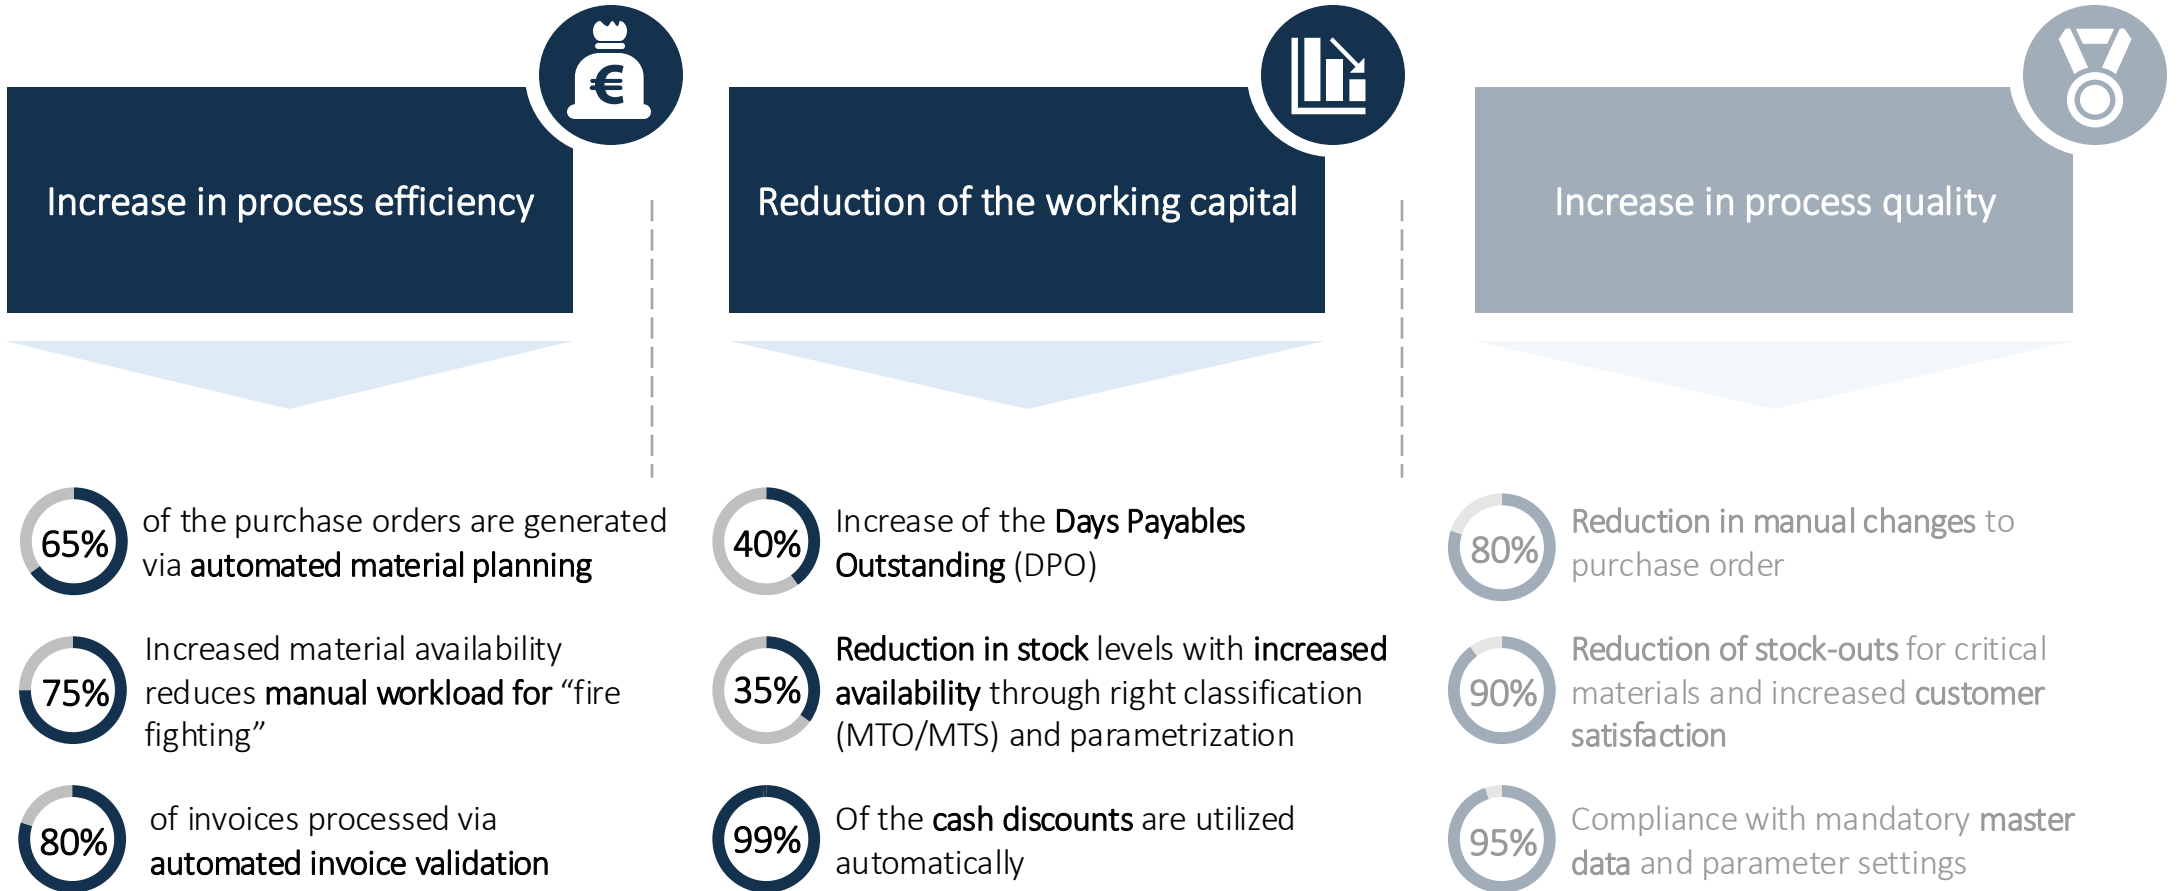 €
Increase in process efficiency
65%
of the purchase orders are generated
via automated material planning
75%
Increased material availability
reduces manual workload for “fire
fighting”
80%
of invoices processed via
automated invoice validation
Reduction of the working capital
40%
Increase of the Days Payables
Outstanding (DPO)
35%
Reduction in stock levels with increased
availability through right classification
(MTO/MTS) and parametrization
99%
Of the cash discounts are utilized
automatically
Increase in process quality
80%
Reduction in manual changes to
purchase order
90%
Reduction of stock-outs for critical
materials and increased customer
satisfaction
95%
Compliance with mandatory master
data and parameter settings